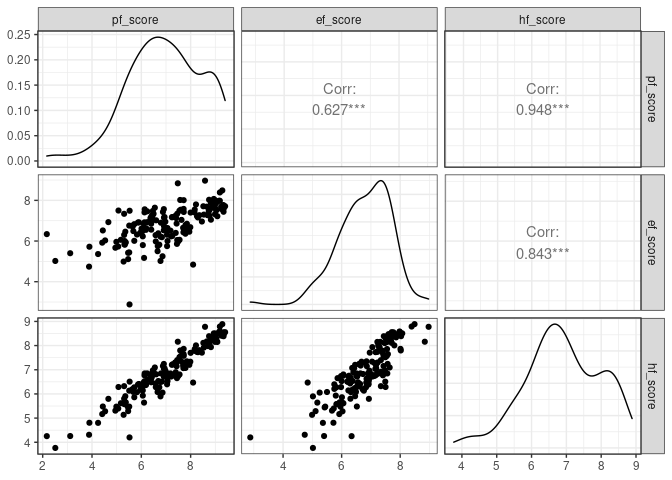 pf_score ef_score hf_score
0.25
0.20
0.15
0.10
0.05
0.00
Corr:
0.627***
Corr:
0.948***
pf_score
8
6
4
Corr:
0.843***
ef_score
9
8
7
6
5
4
hf_score
2 4 6 8 4 6 8 4 5 6 7 8 9